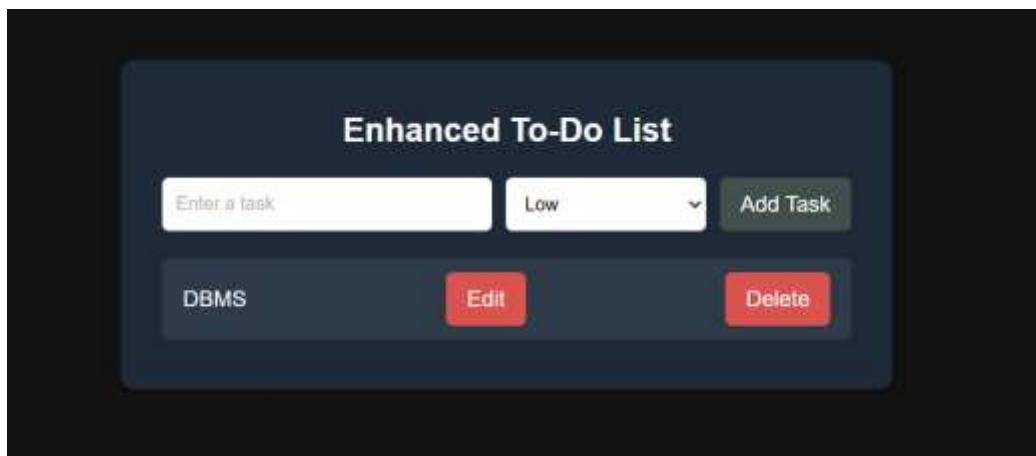 Enhanced To-Do List
Enter a task Low Add Task
DBMS Edit Delete